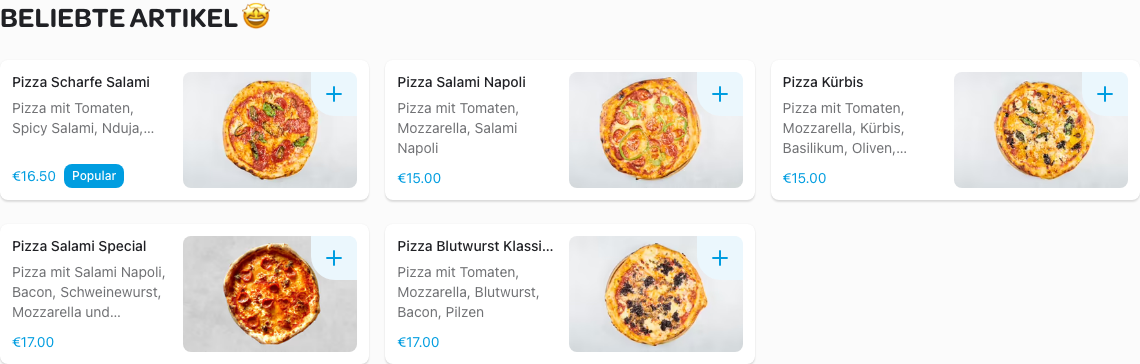 BELIEBTE ARTIKEL 🤩
Pizza Scharfe Salami
Pizza mit Tomaten,
Spicy Salami, Nduja,...
€16.50 Popular
Pizza Salami Napoli
Pizza mit Tomaten,
Mozzarella, Salami
Napoli
€15.00
Pizza Kürbis
Pizza mit Tomaten,
Mozzarella, Kürbis,
Basilikum, Oliven,...
€15.00
Pizza Salami Special
Pizza mit Salami Napoli,
Bacon, Schweinewurst,
Mozzarella und...
€17.00
Pizza Blutwurst Klassi...
Pizza mit Tomaten,
Mozzarella, Blutwurst,
Bacon, Pilzen
€17.00